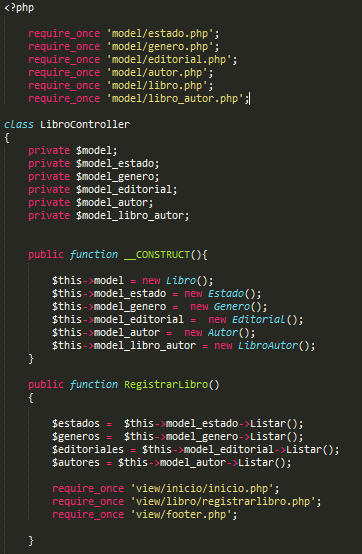 <?php
require_once 'model/estado.php';
require_once 'model/genero.php';
require_once 'model/editorial.php';
require_once 'model/autor.php';
require_once 'model/libro.php';
require_once 'model/libro_autor.php';
class LibroController
{
private $model;
private $model_estado;
private $model_genero;
private $model_editorial;
private $model_autor;
private $model_libro_autor;
public function __CONSTRUCT(){
$this->model = new Libro();
$this->model_estado = new Estado();
$this->model_genero =  new Genero();
$this->model_editorial =  new Editorial();
$this->model_autor =  new Autor();
$this->model_libro_autor = new LibroAutor();
}
public function RegistrarLibro()
{
$estados =  $this->model_estado->Listar();
$generos =  $this->model_genero->Listar();
$editoriales = $this->model_editorial->Listar();
$autores = $this->model_autor->Listar();
require_once 'view/inicio/inicio.php';
require_once 'view/libro/registrarlibro.php';
require_once 'view/footer.php';
}